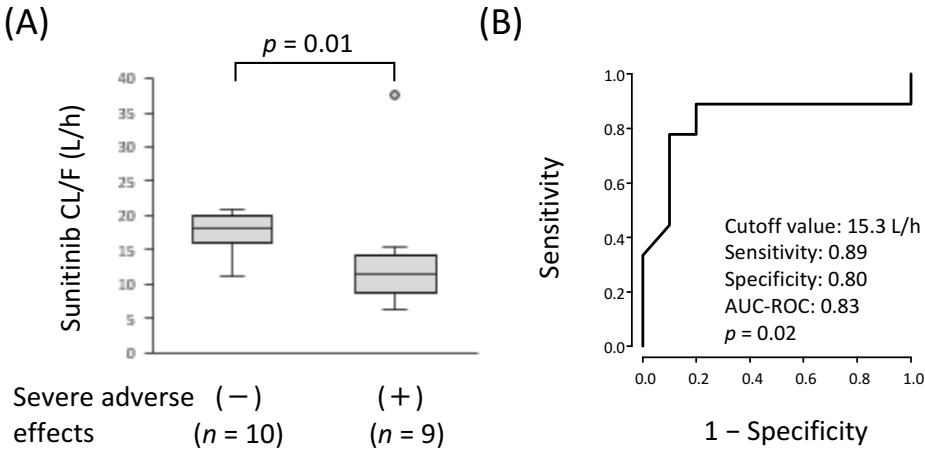 (A)
p = 0.01
Sunitinib CL/F (L/h)
40
35
30
25
20
15
10
5
0
Severe adverse (－) (＋)
effects (n = 10) (n = 9)
(B)
Sensitivity
1.0
0.8
0.6
0.4
0.2
0.0
Cutoff value: 15.3 L/h
Sensitivity: 0.89
Specificity: 0.80
AUC-ROC: 0.83
p = 0.02
0.0 0.2 0.4 0.6 0.8 1.0
1 − Specificity